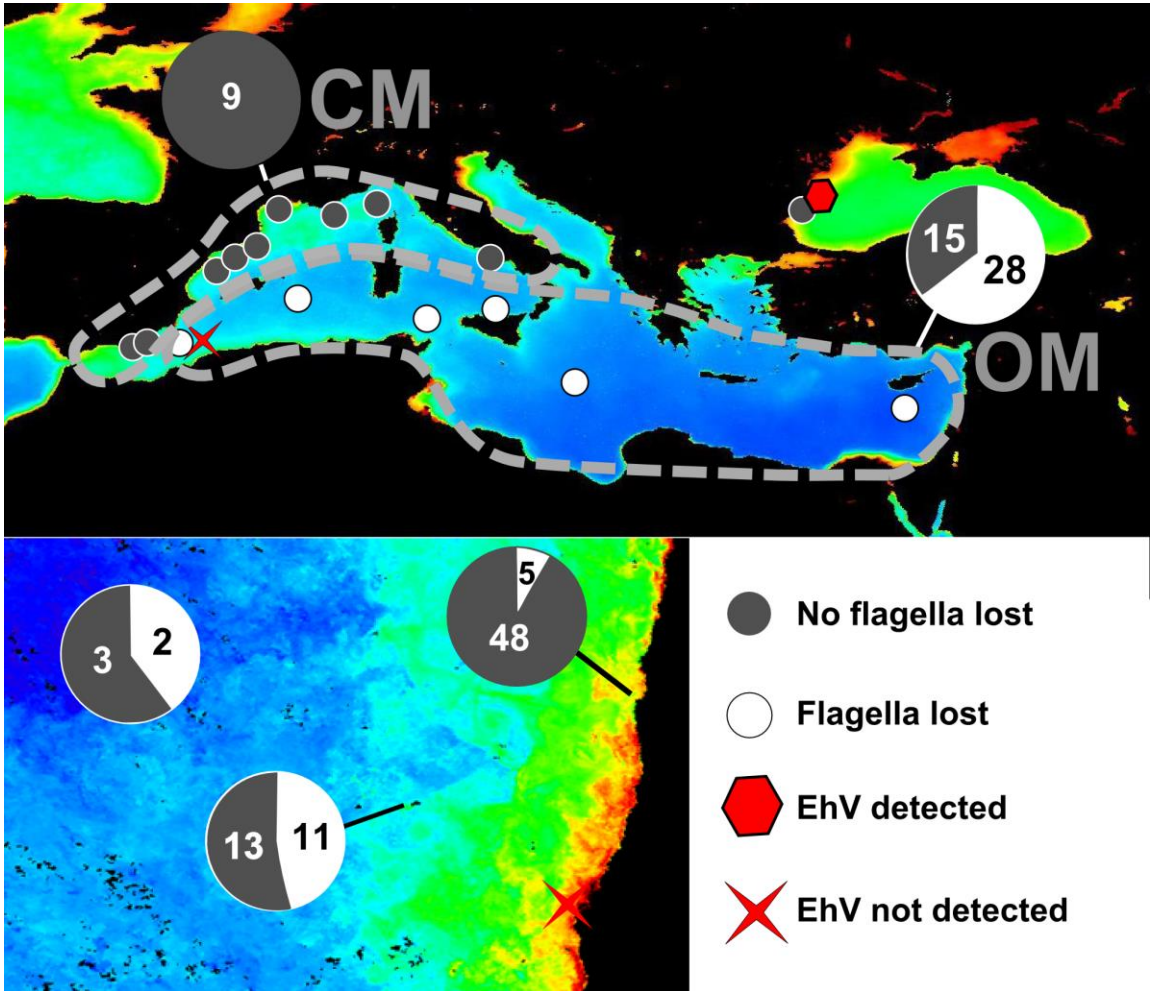 9
CM
15
28
OM
5
48
3
2
13
11
No flagella lost
Flagella lost
EhV detected
EhV not detected